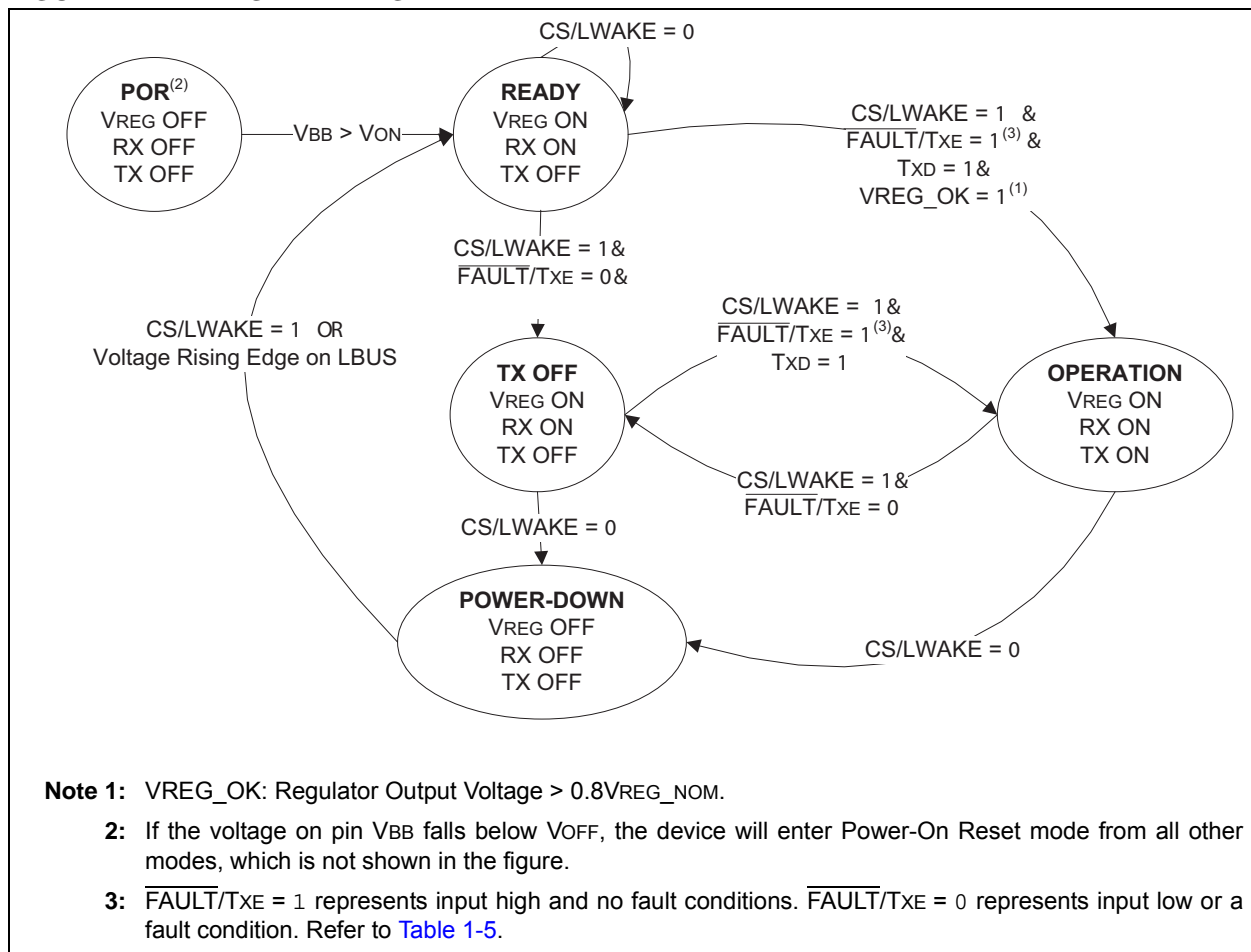 CS/LWAKE = 0
POR(2)
VREG OFF
RX OFF
TX OFF
VBB > VON
READY
VREG ON
RX ON
TX OFF
CS/LWAKE = 1 &
FAULT/TXE = 1(3) &
TXD = 1&
VREG_OK = 1(1)
CS/LWAKE = 1&
FAULT/TXE = 0&
CS/LWAKE = 1 OR
Voltage Rising Edge on LBUS
CS/LWAKE = 1&
FAULT/TXE = 1(3)&
TXD = 1
TX OFF
VREG ON
RX ON
TX OFF
OPERATION
VREG ON
RX ON
TX ON
CS/LWAKE = 1&
FAULT/TXE = 0
CS/LWAKE = 0
POWER-DOWN
VREG OFF
RX OFF
TX OFF
CS/LWAKE = 0
Note 1: VREG_OK: Regulator Output Voltage > 0.8VREG_NOM.
2: If the voltage on pin VBB falls below VOFF, the device will enter Power-On Reset mode from all other
modes, which is not shown in the figure.
3: FAULT/TXE = 1 represents input high and no fault conditions. FAULT/TXE = 0 represents input low or a
fault condition. Refer to Table 1-5.